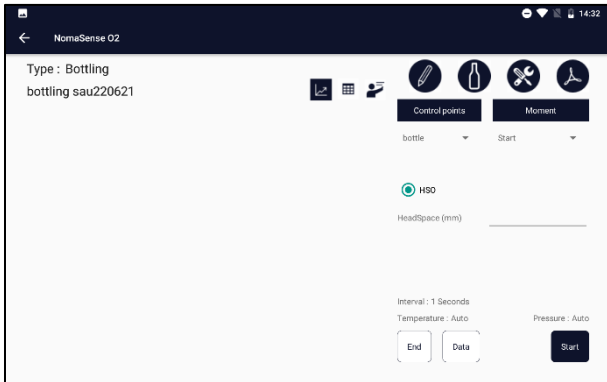 14:32
NomaSense O2
Type : Bottling
bottling sau220621
Control points
Moment
bottle
Start
HSO
HeadSpace (mm)
Interval : 1 Seconds
Temperature : Auto
Pressure : Auto
End
Data
Start